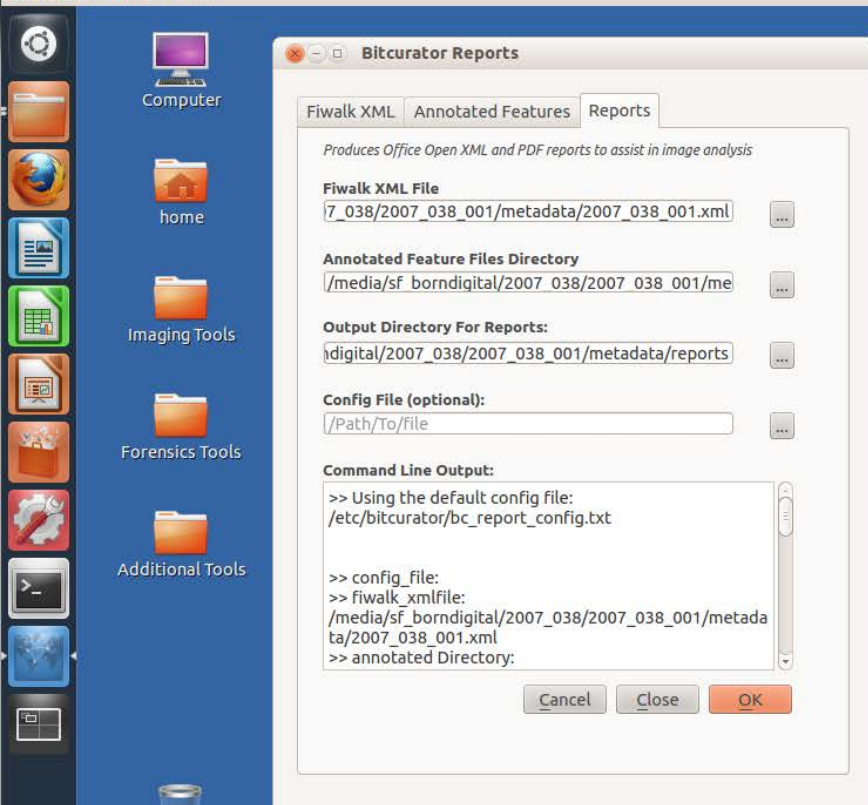 Computer
home
Imaging Tools
Forensics Tools
Additional Tools
Bitcurator Reports
Fiwalk XML
Annotated Features
Reports
Produces Office Open XML and PDF reports to assist in image analysis
Fiwalk XML File
7_038/2007_038_001/metadata/2007_038_001.xml
...
Annotated Feature Files Directory
/media/sf_borndigital/2007_038/2007_038_001/me
...
Output Directory For Reports:
ndigital/2007_038/2007_038_001/metadata/reports
...
Config File (optional):
/Path/To/file
...
Command Line Output:
>> Using the default config file:
/etc/bitcurator/bc_report_config.txt
>> config_file:
>> fiwalk_xmlfile:
/media/sf_borndigital/2007_038/2007_038_001/metada
ta/2007_038_001.xml
>> annotated Directory:
Cancel
Close
OK